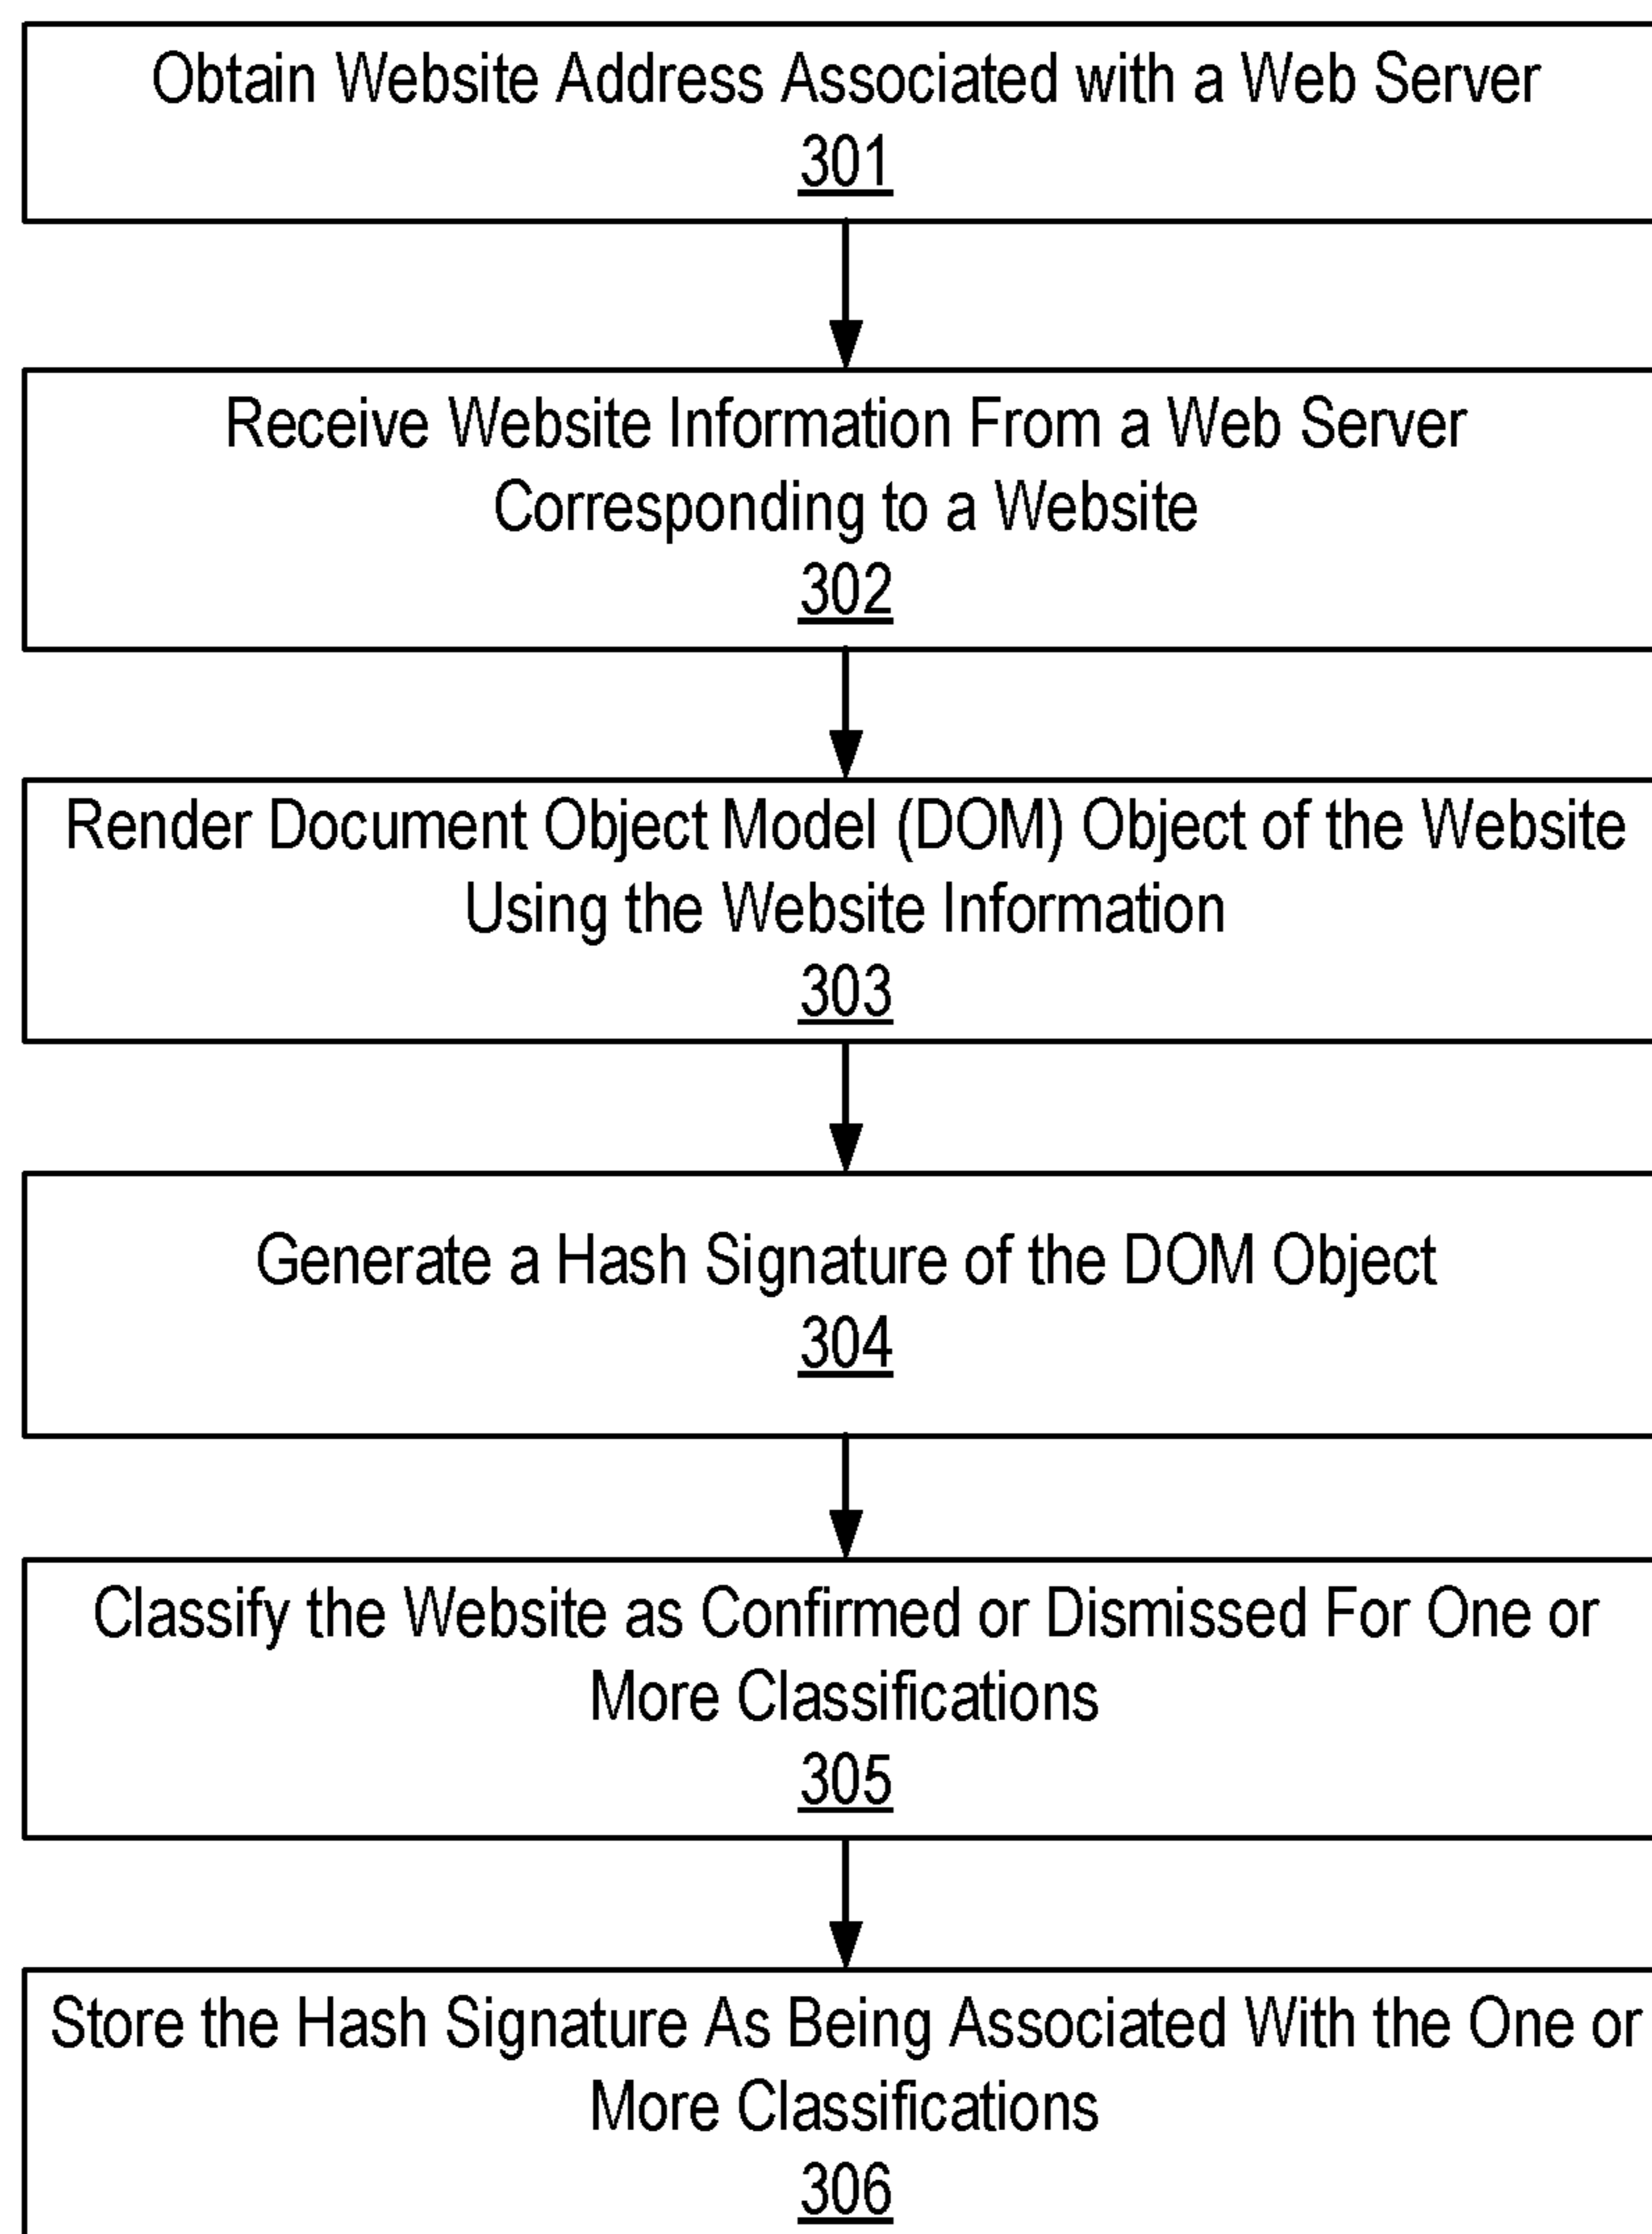 Obtain Website Address Associated with a Web Server
301
Receive Website Information From a Web Server
Corresponding to a Website
302
Render Document Object Model (DOM) Object of the Website
Using the Website Information
303
Generate a Hash Signature of the DOM Object
304
Classify the Website as Confirmed or Dismissed For One or
More Classifications
305
Store the Hash Signature As Being Associated With the One or
More Classifications
306